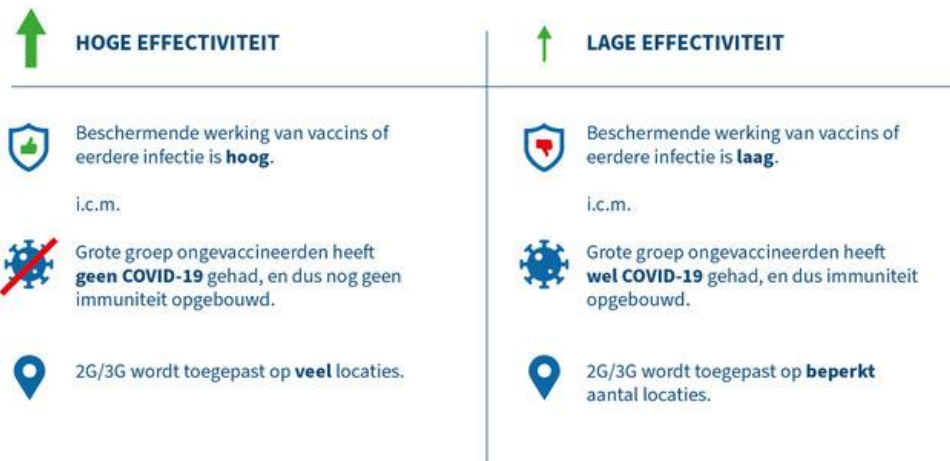 HOGE EFFECTIVITEIT
Beschermende werking van vaccins of
eerdere infectie is hoog.
i.c.m.
Grote groep ongevaccineerden heeft
geen COVID-19 gehad, en dus nog geen
immuniteit opgebouwd.
2G/3G wordt toegepast op veel locaties.
LAGE EFFECTIVITEIT
Beschermende werking van vaccins of
eerdere infectie is laag.
i.c.m.
Grote groep ongevaccineerden heeft
wel COVID-19 gehad, en dus immuniteit
opgebouwd.
2G/3G wordt toegepast op beperkt
aantal locaties.